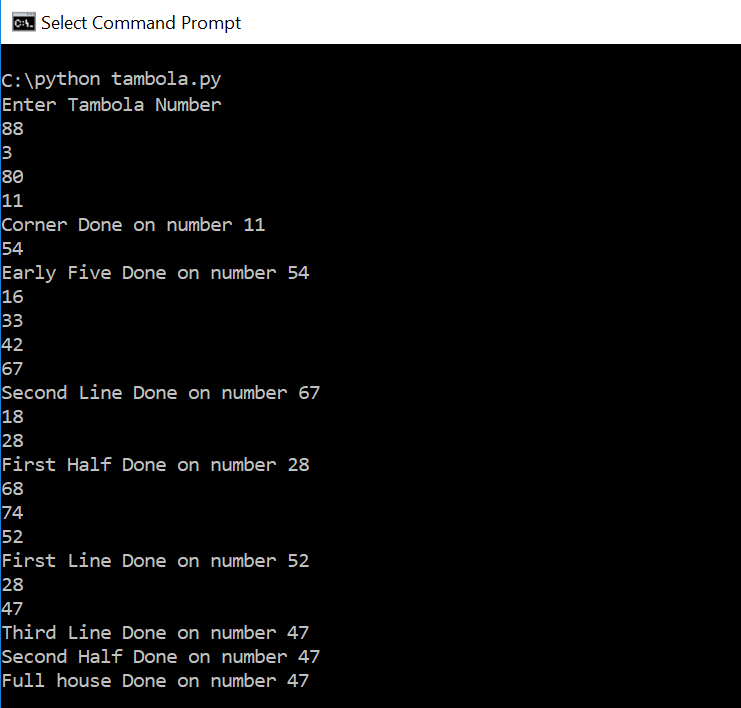 Select Command Prompt
C:\python tambola.py
Enter Tambola Number
88
3
80
11
Corner Done on number 11
54
Early Five Done on number 54
16
33
42
67
Second Line Done on number 67
18
28
First Half Done on number 28
68
74
52
First Line Done on number 52
28
47
Third Line Done on number 47
Second Half Done on number 47
Full house Done on number 47